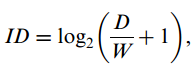 ID = log₂(D/W + 1),